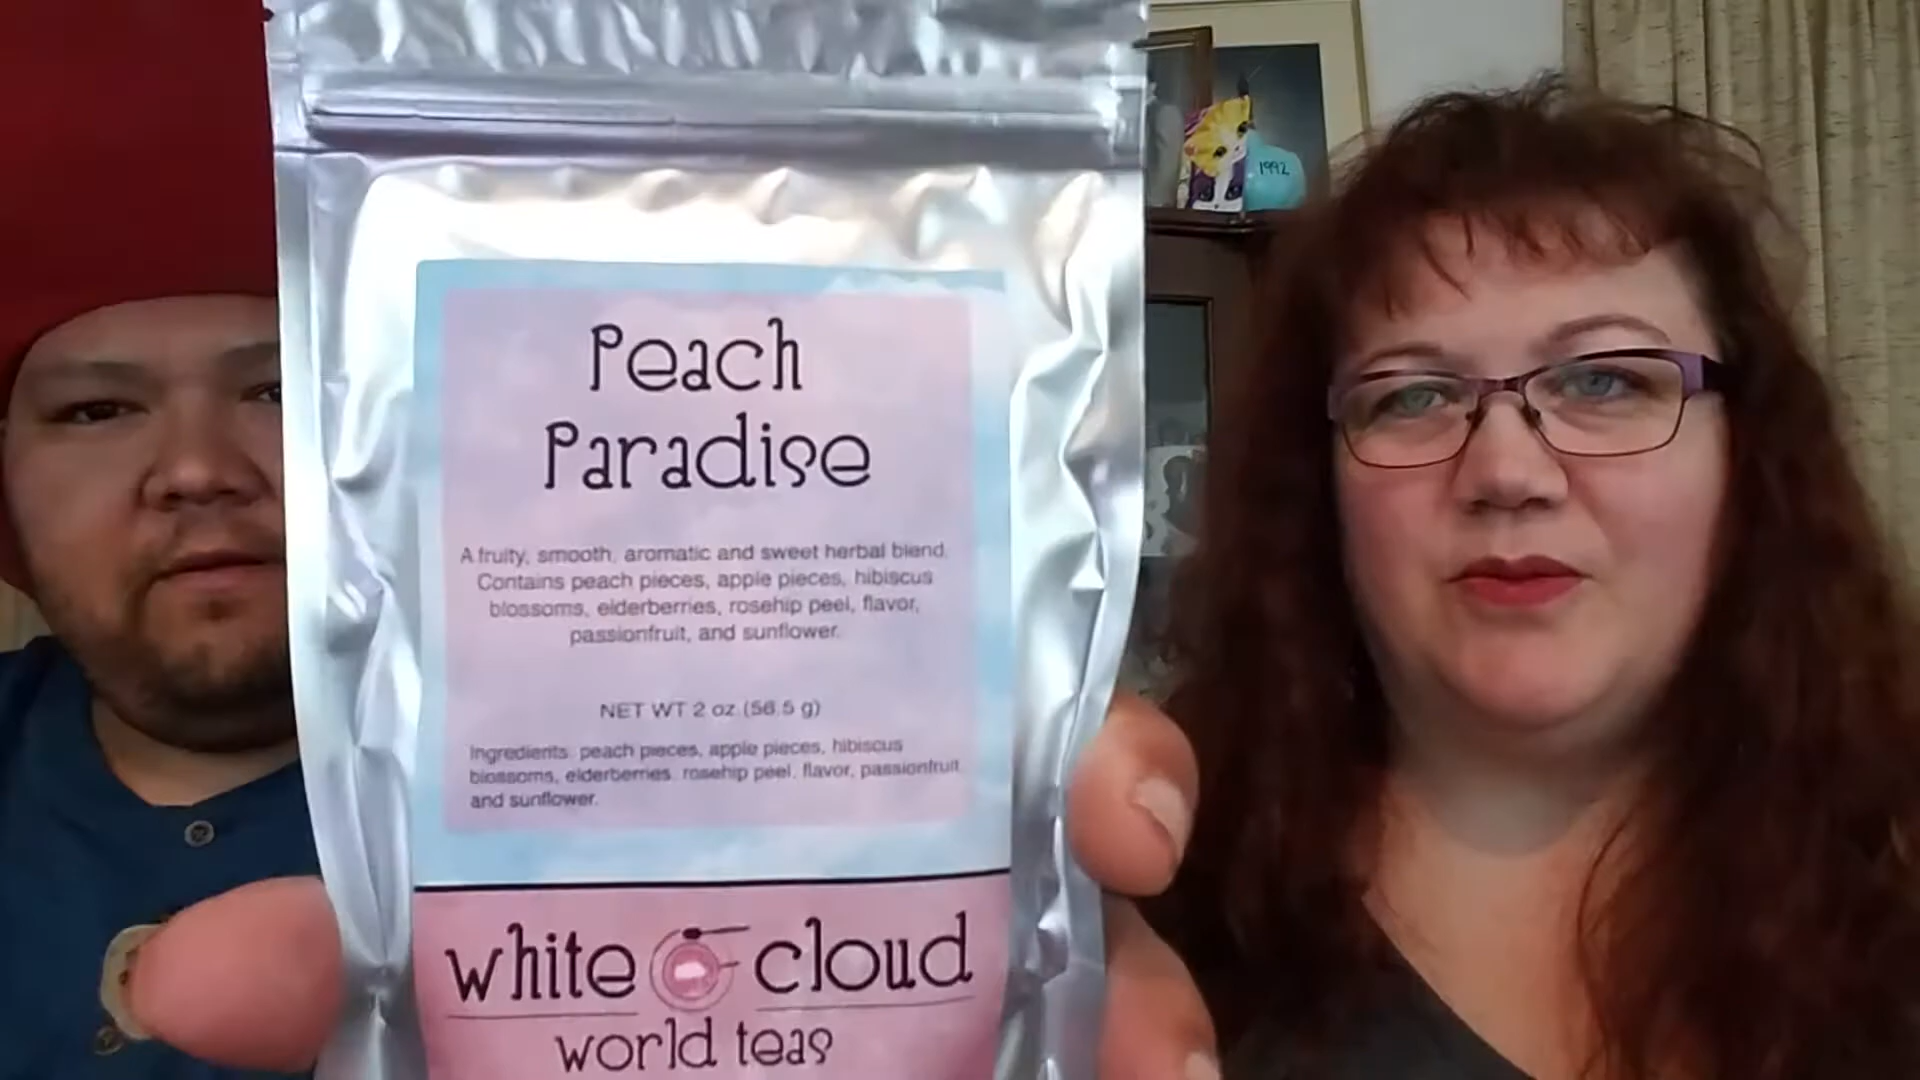 Peach
Paradise
A fruity, smooth, aromatic and sweet herbal blend.
Contains peach pieces, apple pieces, hibiscus
blossoms, elderberries, rosehip peel, flavor,
passionfruit, and sunflower.
NET WT 2 oz (56.5 g)
Ingredients: peach pieces, apple pieces, hibiscus
blossoms, elderberries, rosehip peel, flavor, passionfruit
and sunflower.
white cloud
world teas
1992